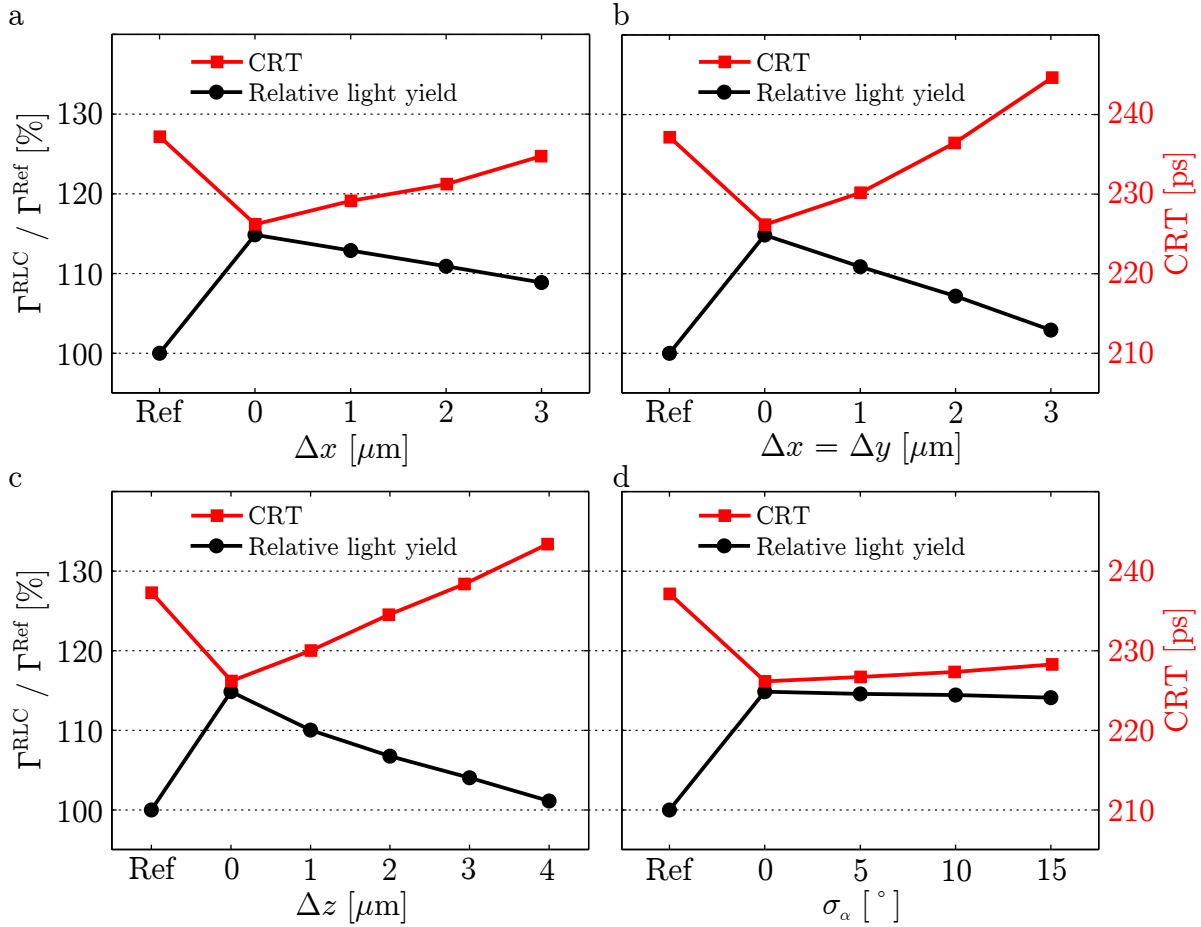 a
CRT
Relative light yield
Γ^RLC / Γ^Ref [%]
130
120
110
100
Ref 0 1 2 3
Δx [μm]
b
CRT
Relative light yield
240
230
220
210
CRT [ps]
Ref 0 1 2 3
Δx = Δy [μm]
c
CRT
Relative light yield
Γ^RLC / Γ^Ref [%]
130
120
110
100
Ref 0 1 2 3 4
Δz [μm]
d
CRT
Relative light yield
240
230
220
210
CRT [ps]
Ref 0 5 10 15
σ_α [°]